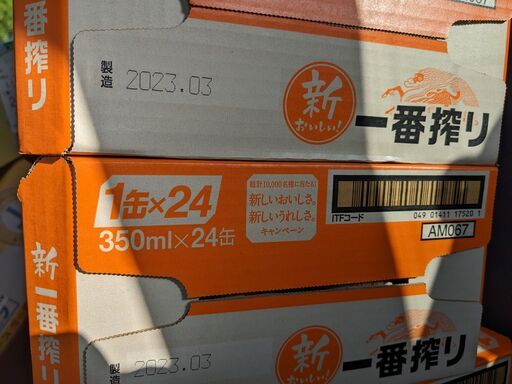 一番搾り
製造 2023.03
新
おいしい!
一番搾り
067
1缶×24
350ml×24缶
総計10,000名様に当たる!
新しいおいしさ。
新しいうれしさ。
キャンペーン
ITFコード
049 01411 17520 1
AM067
新一番搾り
製造 2023.03
新
おいしい!
一番搾り